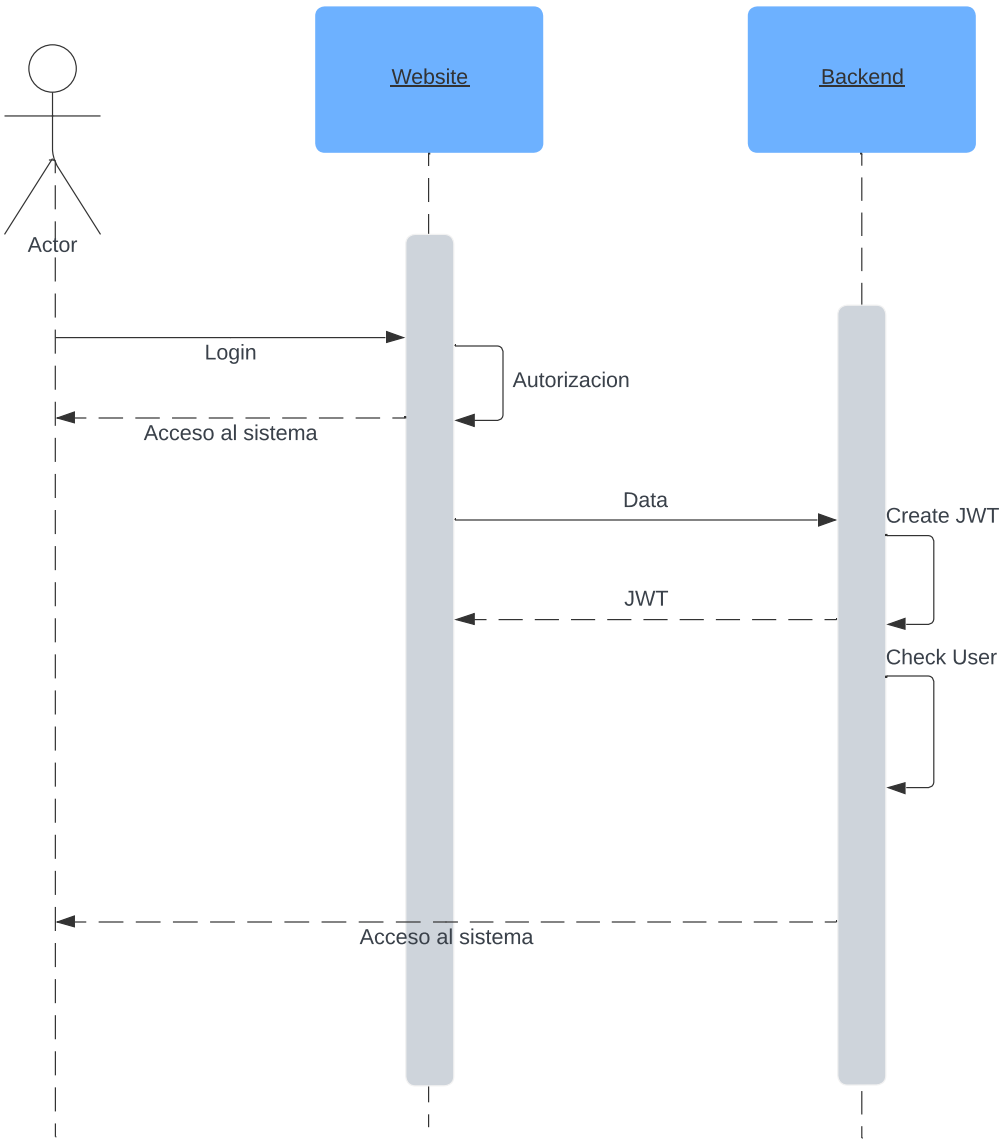 Website
Backend
Actor
Login
Autorizacion
Acceso al sistema
Data
Create JWT
JWT
Check User
Acceso al sistema